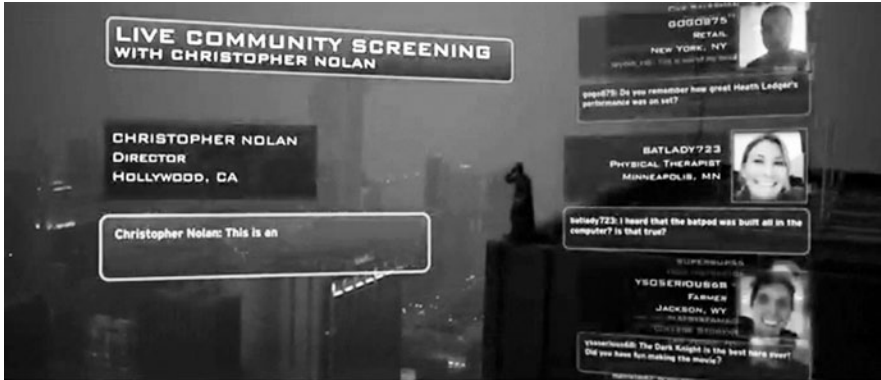 LIVE COMMUNITY SCREENING
WITH CHRISTOPHER NOLAN
CHRISTOPHER NOLAN
DIRECTOR
HOLLYWOOD, CA
Christopher Nolan: This is an
GOGO875
RETAIL
NEW YORK, NY
gogo875: Do you remember how great Heath Ledger's
performance was on set?
BATLADY723
PHYSICAL THERAPIST
MINNEAPOLIS, MN
batlady723: I heard that the batpod was built all in the
computer? Is that true?
YSOSERIOUS68
FARMER
JACKSON, WY
ysoserious68: The Dark Knight is the best hero ever!
Did you have fun making the movie?